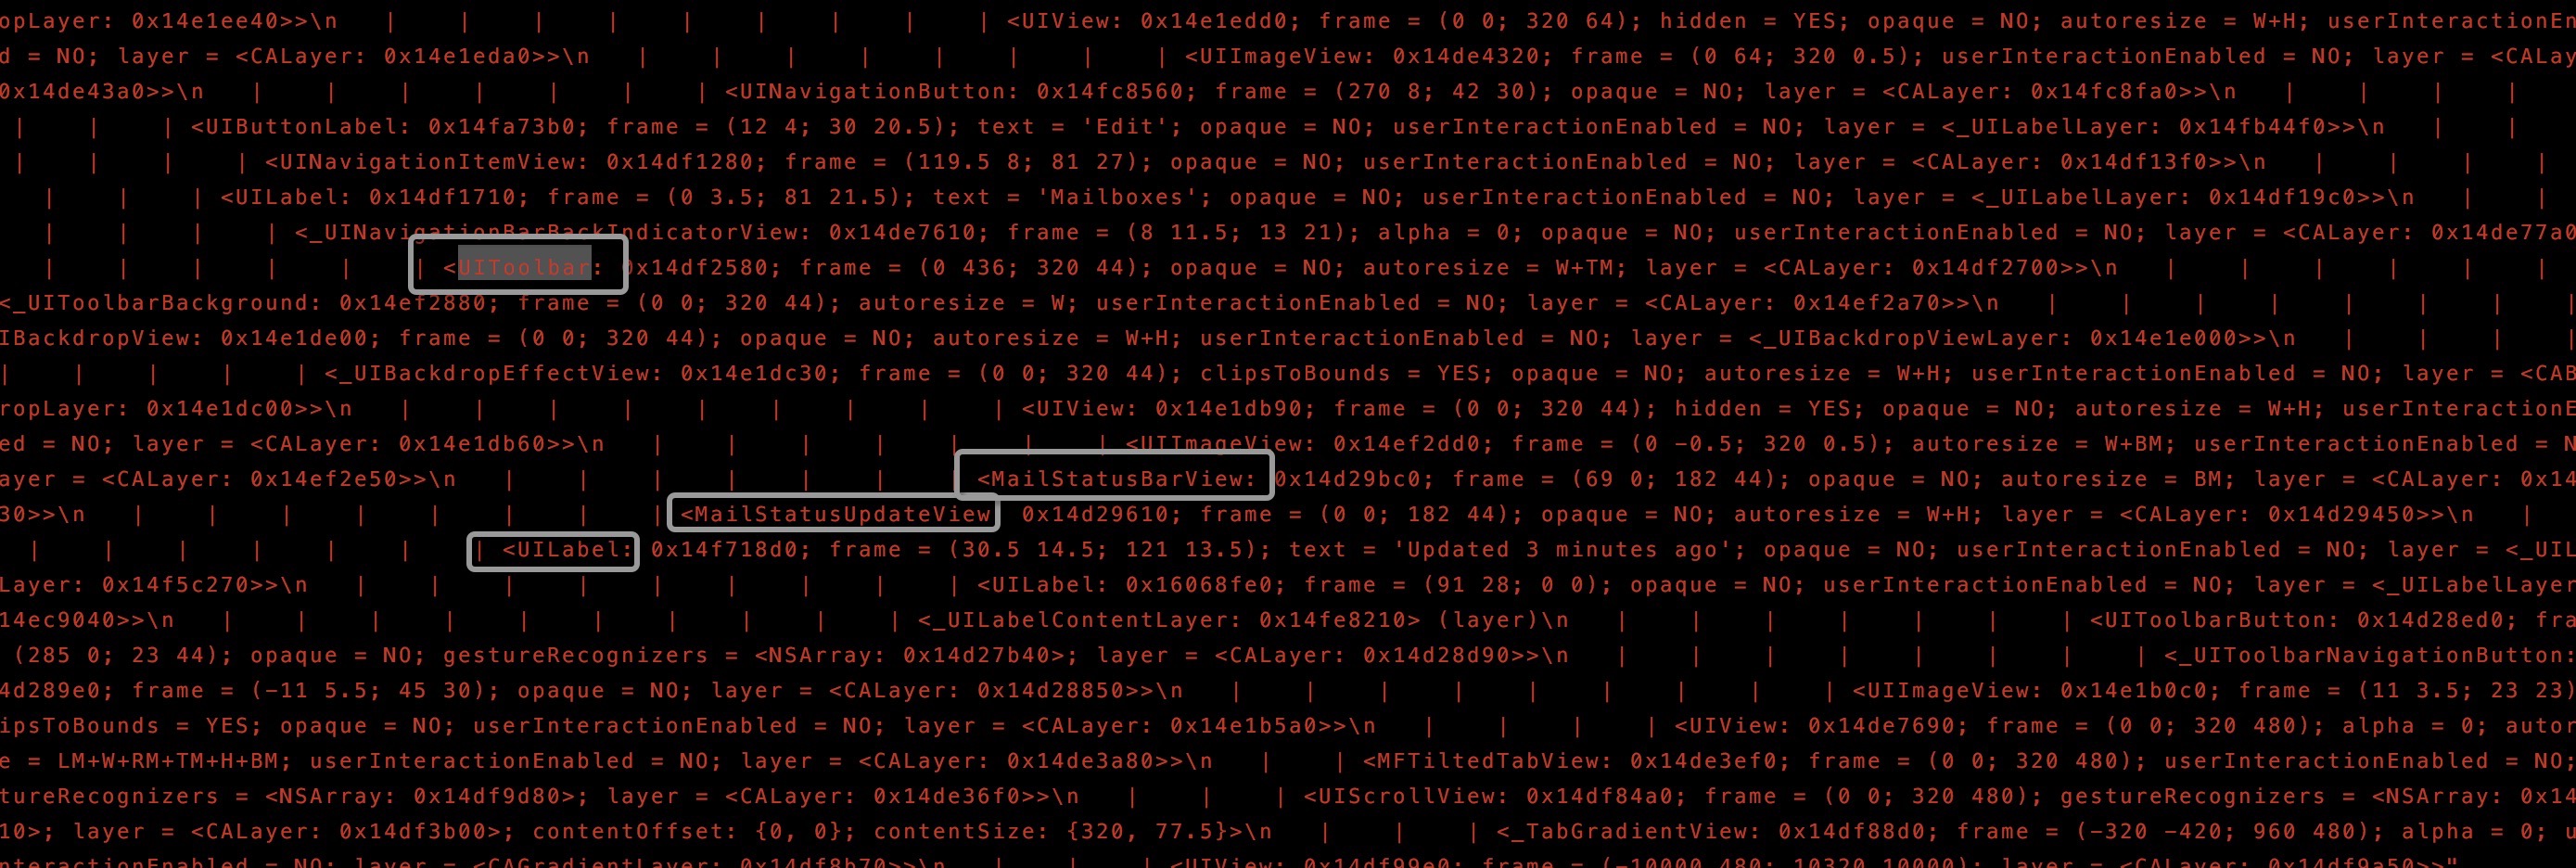 opLayer: 0x14e1ee40>>\n   |    |    |    |    |    |    |    |    | <UIView: 0x14e1edd0; frame = (0 0; 320 64); hidden = YES; opaque = NO; autoresize = W+H; userInteractionEn
d = NO; layer = <CALayer: 0x14e1eda0>>\n   |    |    |    |    |    |    |    | <UIImageView: 0x14de4320; frame = (0 64; 320 0.5); userInteractionEnabled = NO; layer = <CALay
0x14de43a0>>\n   |    |    |    |    |    |    | <UINavigationButton: 0x14fc8560; frame = (270 8; 42 30); opaque = NO; layer = <CALayer: 0x14fc8fa0>>\n   |    |    |    |
|    |    | <UIButtonLabel: 0x14fa73b0; frame = (12 4; 30 20.5); text = 'Edit'; opaque = NO; userInteractionEnabled = NO; layer = <_UILabelLayer: 0x14fb44f0>>\n   |    |
|    |    |    | <UINavigationItemView: 0x14df1280; frame = (119.5 8; 81 27); opaque = NO; userInteractionEnabled = NO; layer = <CALayer: 0x14df13f0>>\n   |    |    |    |
|    |    | <UILabel: 0x14df1710; frame = (0 3.5; 81 21.5); text = 'Mailboxes'; opaque = NO; userInteractionEnabled = NO; layer = <_UILabelLayer: 0x14df19c0>>\n   |    |
|    |    |    | <_UINavigationBarBackIndicatorView: 0x14de7610; frame = (8 11.5; 13 21); alpha = 0; opaque = NO; userInteractionEnabled = NO; layer = <CALayer: 0x14de77a0
|    |    |    |    |    | <UIToolbar: 0x14df2580; frame = (0 436; 320 44); opaque = NO; autoresize = W+TM; layer = <CALayer: 0x14df2700>>\n   |    |    |    |    |    |
<_UIToolbarBackground: 0x14ef2880; frame = (0 0; 320 44); autoresize = W; userInteractionEnabled = NO; layer = <CALayer: 0x14ef2a70>>\n   |    |    |    |    |    |    |    |
IBackdropView: 0x14e1de00; frame = (0 0; 320 44); opaque = NO; autoresize = W+H; userInteractionEnabled = NO; layer = <_UIBackdropViewLayer: 0x14e1e000>>\n   |    |    |    |
|    |    |    |    | <_UIBackdropEffectView: 0x14e1dc30; frame = (0 0; 320 44); clipsToBounds = YES; opaque = NO; autoresize = W+H; userInteractionEnabled = NO; layer = <CAB
ropLayer: 0x14e1dc00>>\n   |    |    |    |    |    |    |    |    | <UIView: 0x14e1db90; frame = (0 0; 320 44); hidden = YES; opaque = NO; autoresize = W+H; userInteractionE
ed = NO; layer = <CALayer: 0x14e1db60>>\n   |    |    |    |    |    |    | <UIImageView: 0x14ef2dd0; frame = (0 -0.5; 320 0.5); autoresize = W+BM; userInteractionEnabled = N
ayer = <CALayer: 0x14ef2e50>>\n   |    |    |    |    |    |    | <MailStatusBarView: 0x14d29bc0; frame = (69 0; 182 44); opaque = NO; autoresize = BM; layer = <CALayer: 0x14
30>>\n   |    |    |    |    |    |    |    | <MailStatusUpdateView 0x14d29610; frame = (0 0; 182 44); opaque = NO; autoresize = W+H; layer = <CALayer: 0x14d29450>>\n   |
|    |    |    |    |    |    | <UILabel: 0x14f718d0; frame = (30.5 14.5; 121 13.5); text = 'Updated 3 minutes ago'; opaque = NO; userInteractionEnabled = NO; layer = <_UIL
Layer: 0x14f5c270>>\n   |    |    |    |    |    |    |    |    | <UILabel: 0x16068fe0; frame = (91 28; 0 0); opaque = NO; userInteractionEnabled = NO; layer = <_UILabelLayer
14ec9040>>\n   |    |    |    |    |    |    |    |    |    | <_UILabelContentLayer: 0x14fe8210> (layer)\n   |    |    |    |    |    |    | <UIToolbarButton: 0x14d28ed0; fra
(285 0; 23 44); opaque = NO; gestureRecognizers = <NSArray: 0x14d27b40>; layer = <CALayer: 0x14d28d90>>\n   |    |    |    |    |    |    |    | <_UIToolbarNavigationButton:
4d289e0; frame = (-11 5.5; 45 30); opaque = NO; layer = <CALayer: 0x14d28850>>\n   |    |    |    |    |    |    |    |    | <UIImageView: 0x14e1b0c0; frame = (11 3.5; 23 23)
ipsToBounds = YES; opaque = NO; userInteractionEnabled = NO; layer = <CALayer: 0x14e1b5a0>>\n   |    |    |    | <UIView: 0x14de7690; frame = (0 0; 320 480); alpha = 0; autor
e = LM+W+RM+TM+H+BM; userInteractionEnabled = NO; layer = <CALayer: 0x14de3a80>>\n   |    | <MFTiltedTabView: 0x14de3ef0; frame = (0 0; 320 480); userInteractionEnabled = NO;
tureRecognizers = <NSArray: 0x14df9d80>; layer = <CALayer: 0x14de36f0>>\n   |    |    | <UIScrollView: 0x14df84a0; frame = (0 0; 320 480); gestureRecognizers = <NSArray: 0x14
10>; layer = <CALayer: 0x14df3b00>; contentOffset: {0, 0}; contentSize: {320, 77.5}>\n   |    |    | <_TabGradientView: 0x14df88d0; frame = (-320 -420; 960 480); alpha = 0; u
nteractionEnabled = NO; layer = <CAGradientLayer: 0x14df8b70>>\n   |    |    | <UIView: 0x14df99e0; frame = (-10000 480; 10320 10000); layer = <CALayer: 0x14df9a50>>"